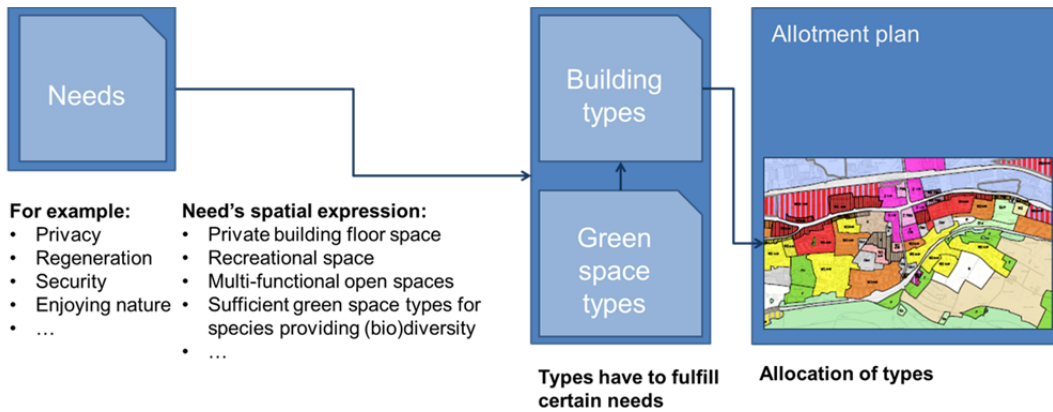 Needs
For example:
• Privacy
• Regeneration
• Security
• Enjoying nature
• …
Need’s spatial expression:
• Private building floor space
• Recreational space
• Multi-functional open spaces
• Sufficient green space types for
species providing (bio)diversity
• …
Building
types
Green
space
types
Types have to fulfill
certain needs
Allotment plan
Allocation of types